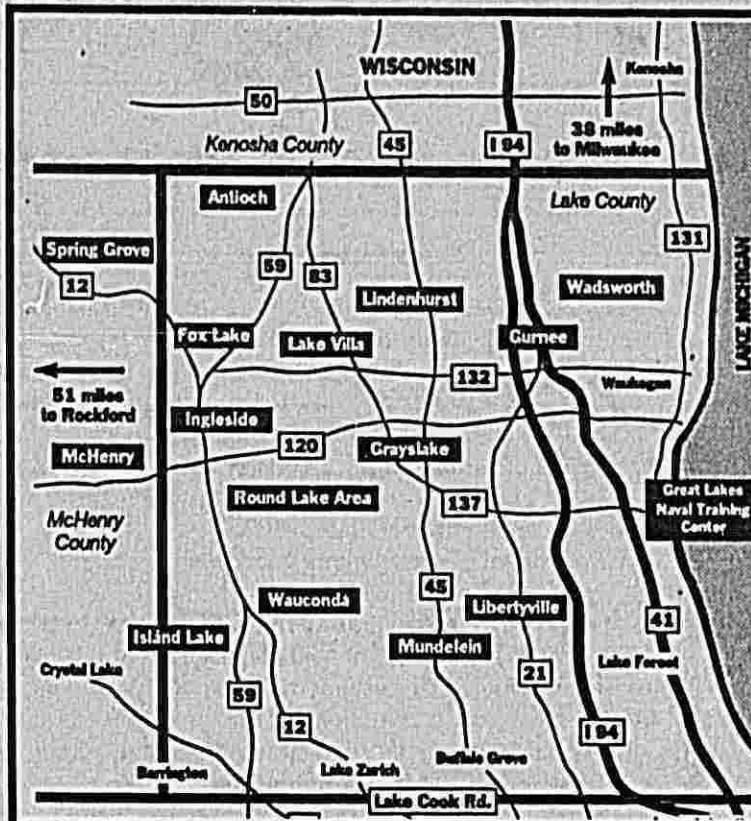 WISCONSIN
Kenosha
50
38 miles
to Milwaukee
Kenosha County
45
I 94
Antioch
Lake County
131
Spring Grove
59
83
12
Lindenhurst
Wadsworth
LAKE MICHIGAN
Fox Lake
Lake Villa
Gurnee
51 miles
to Rockford
132
Waukegan
Ingleside
120
Grayslake
McHenry
Round Lake Area
137
Great Lakes
Naval Training
Center
McHenry
County
45
Wauconda
Libertyville
41
Island Lake
Mundelein
Crystal Lake
59
21
Lake Forest
12
I 94
Barrington
Lake Zurich
Buffalo Grove
Lake Cook Rd.